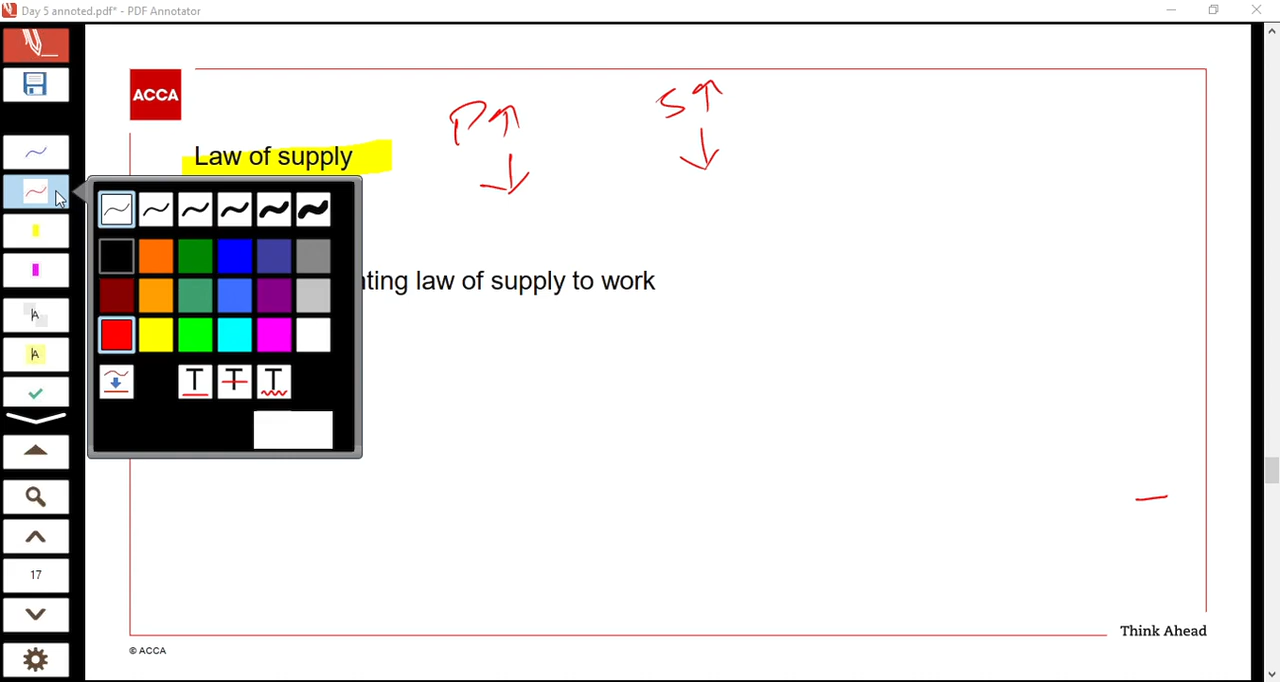 Day 5 annoted.pdf* - PDF Annotator
ACCA
P↑ S↑
↓ ↓
Law of supply
nting law of supply to work
A
A
T T T
17
Think Ahead
© ACCA